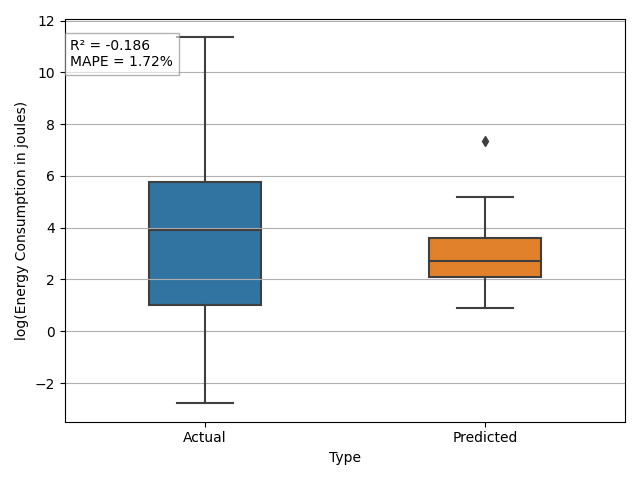 R² = -0.186
MAPE = 1.72%
log(Energy Consumption in joules)
12
10
8
6
4
2
0
−2
Actual
Predicted
Type